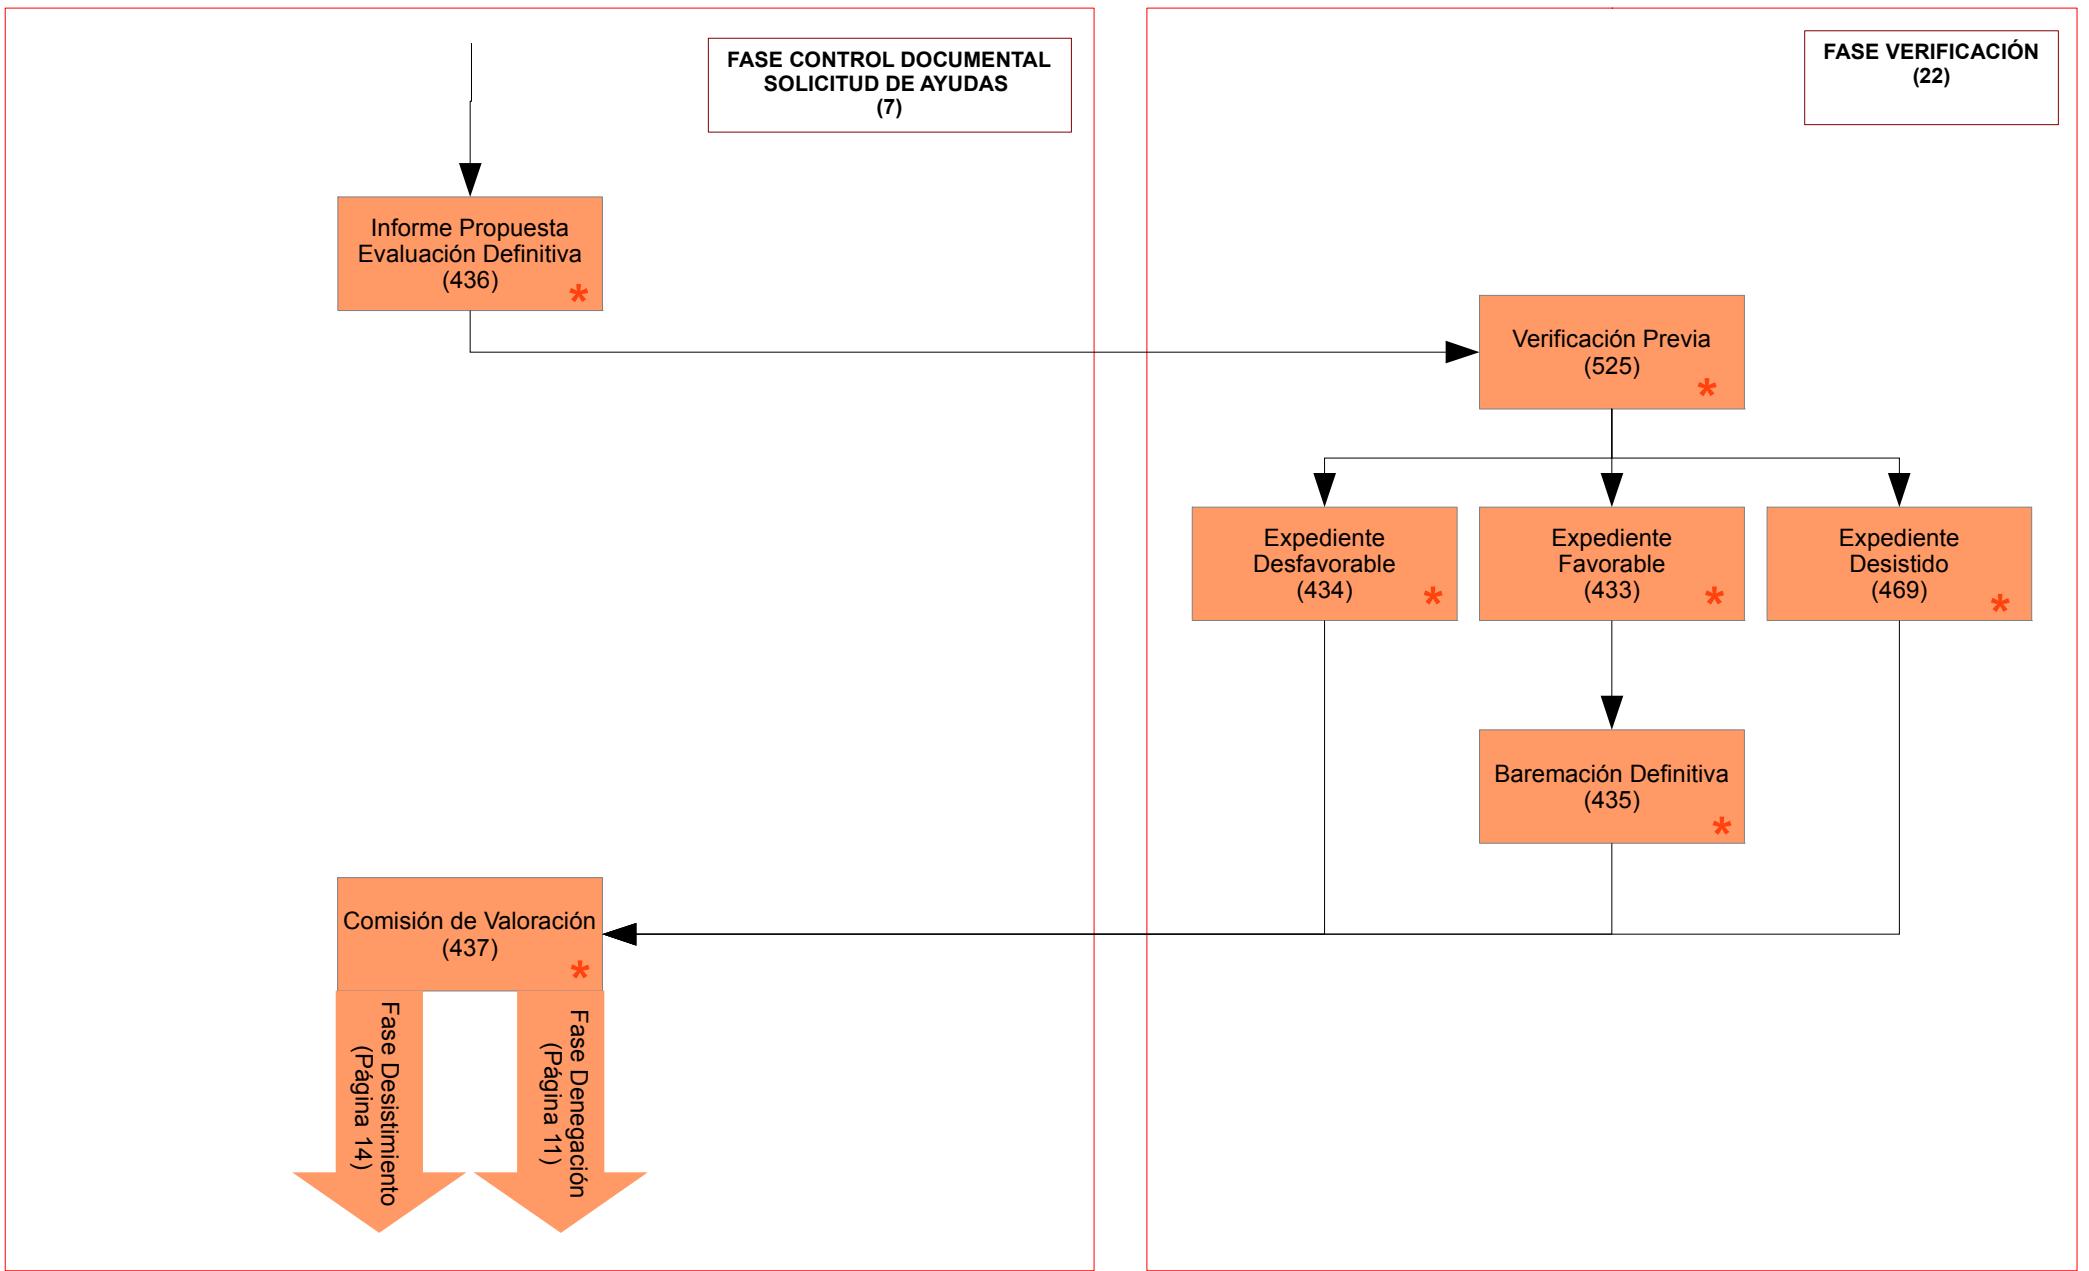 FASE CONTROL DOCUMENTAL
SOLICITUD DE AYUDAS
(7)
Informe Propuesta
Evaluación Definitiva
(436)
*
FASE VERIFICACIÓN
(22)
Verificación Previa
(525)
*
Expediente
Desfavorable
(434)
*
Expediente
Favorable
(433)
*
Expediente
Desistido
(469)
*
Baremación Definitiva
(435)
*
Comisión de Valoración
(437)
*
Fase Desistimiento
(Página 14)
Fase Denegación
(Página 11)